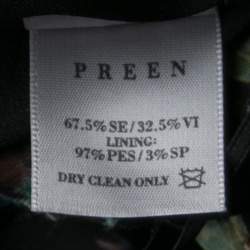 PREEN
67.5%SE/32.5%VI
LINING:
97%PES/3%SP
DRY CLEAN ONLY